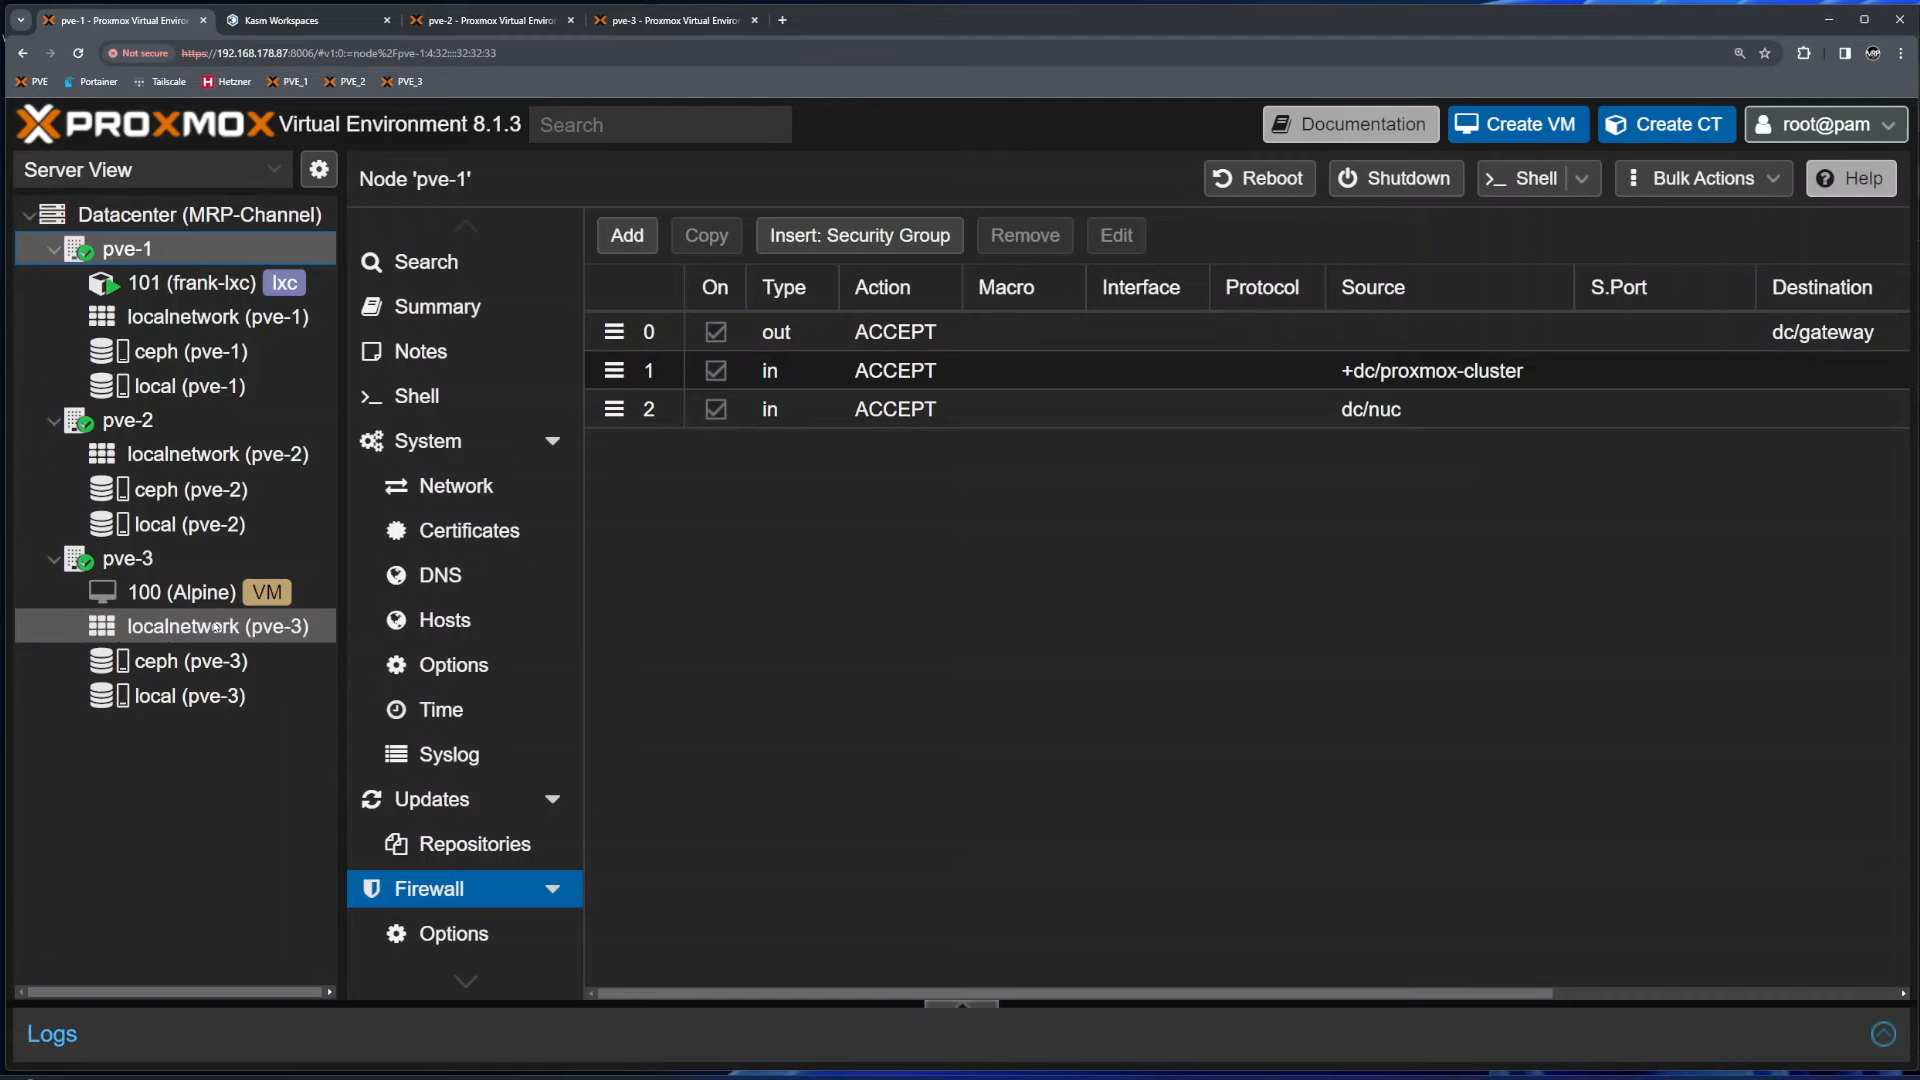 pve-1 - Proxmox Virtual Enviro
Kasm Workspaces
pve-2 - Proxmox Virtual Enviro
pve-3 - Proxmox Virtual Enviro
Not secure
https://192.168.178.87:8006/#v1:0:=node%2Fpve-1:4:32::::32:32:33
PVE
Portainer
Tailscale
Hetzner
PVE_1
PVE_2
PVE_3
PROXMOX
Virtual Environment 8.1.3
Search
Documentation
Create VM
Create CT
root@pam
Server View
Node 'pve-1'
Reboot
Shutdown
Shell
Bulk Actions
Help
Datacenter (MRP-Channel)
pve-1
101 (frank-lxc) lxc
localnetwork (pve-1)
ceph (pve-1)
local (pve-1)
pve-2
localnetwork (pve-2)
ceph (pve-2)
local (pve-2)
pve-3
100 (Alpine) VM
localnetwork (pve-3)
ceph (pve-3)
local (pve-3)
Search
Summary
Notes
Shell
System
Network
Certificates
DNS
Hosts
Options
Time
Syslog
Updates
Repositories
Firewall
Options
Add
Copy
Insert: Security Group
Remove
Edit
On Type Action Macro Interface Protocol Source S.Port Destination
0 out ACCEPT dc/gateway
1 in ACCEPT +dc/proxmox-cluster
2 in ACCEPT dc/nuc
Logs